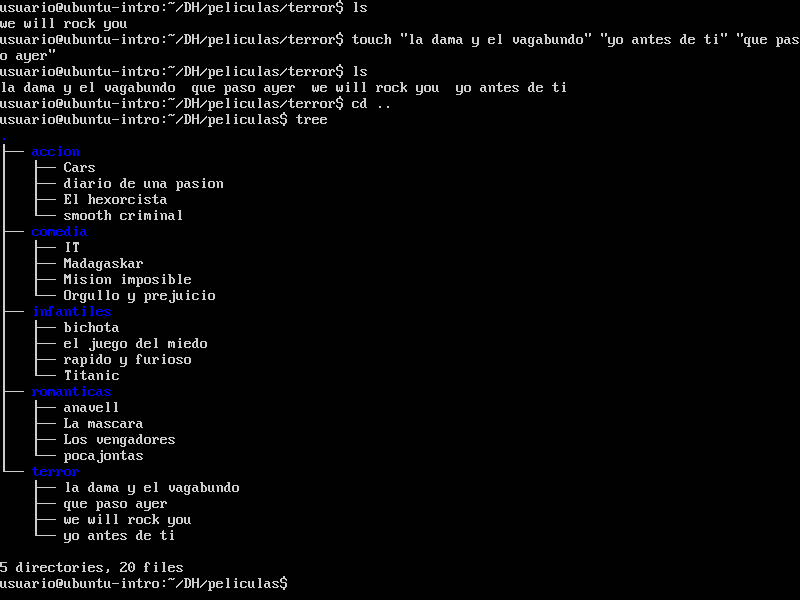 usuario@ubuntu-intro:~/DH/peliculas/terror$ ls
we will rock you
usuario@ubuntu-intro:~/DH/peliculas/terror$ touch "la dama y el vagabundo" "yo antes de ti" "que pas
o ayer"
usuario@ubuntu-intro:~/DH/peliculas/terror$ ls
la dama y el vagabundo  que paso ayer  we will rock you  yo antes de ti
usuario@ubuntu-intro:~/DH/peliculas/terror$ cd ..
usuario@ubuntu-intro:~/DH/peliculas$ tree
.
├── accion
│   ├── Cars
│   ├── diario de una pasion
│   ├── El hexorcista
│   └── smooth criminal
├── comedia
│   ├── IT
│   ├── Madagaskar
│   ├── Mision imposible
│   └── Orgullo y prejuicio
├── infantiles
│   ├── bichota
│   ├── el juego del miedo
│   ├── rapido y furioso
│   └── Titanic
├── romanticas
│   ├── anavell
│   ├── La mascara
│   ├── Los vengadores
│   └── pocajontas
└── terror
    ├── la dama y el vagabundo
    ├── que paso ayer
    ├── we will rock you
    └── yo antes de ti

5 directories, 20 files
usuario@ubuntu-intro:~/DH/peliculas$